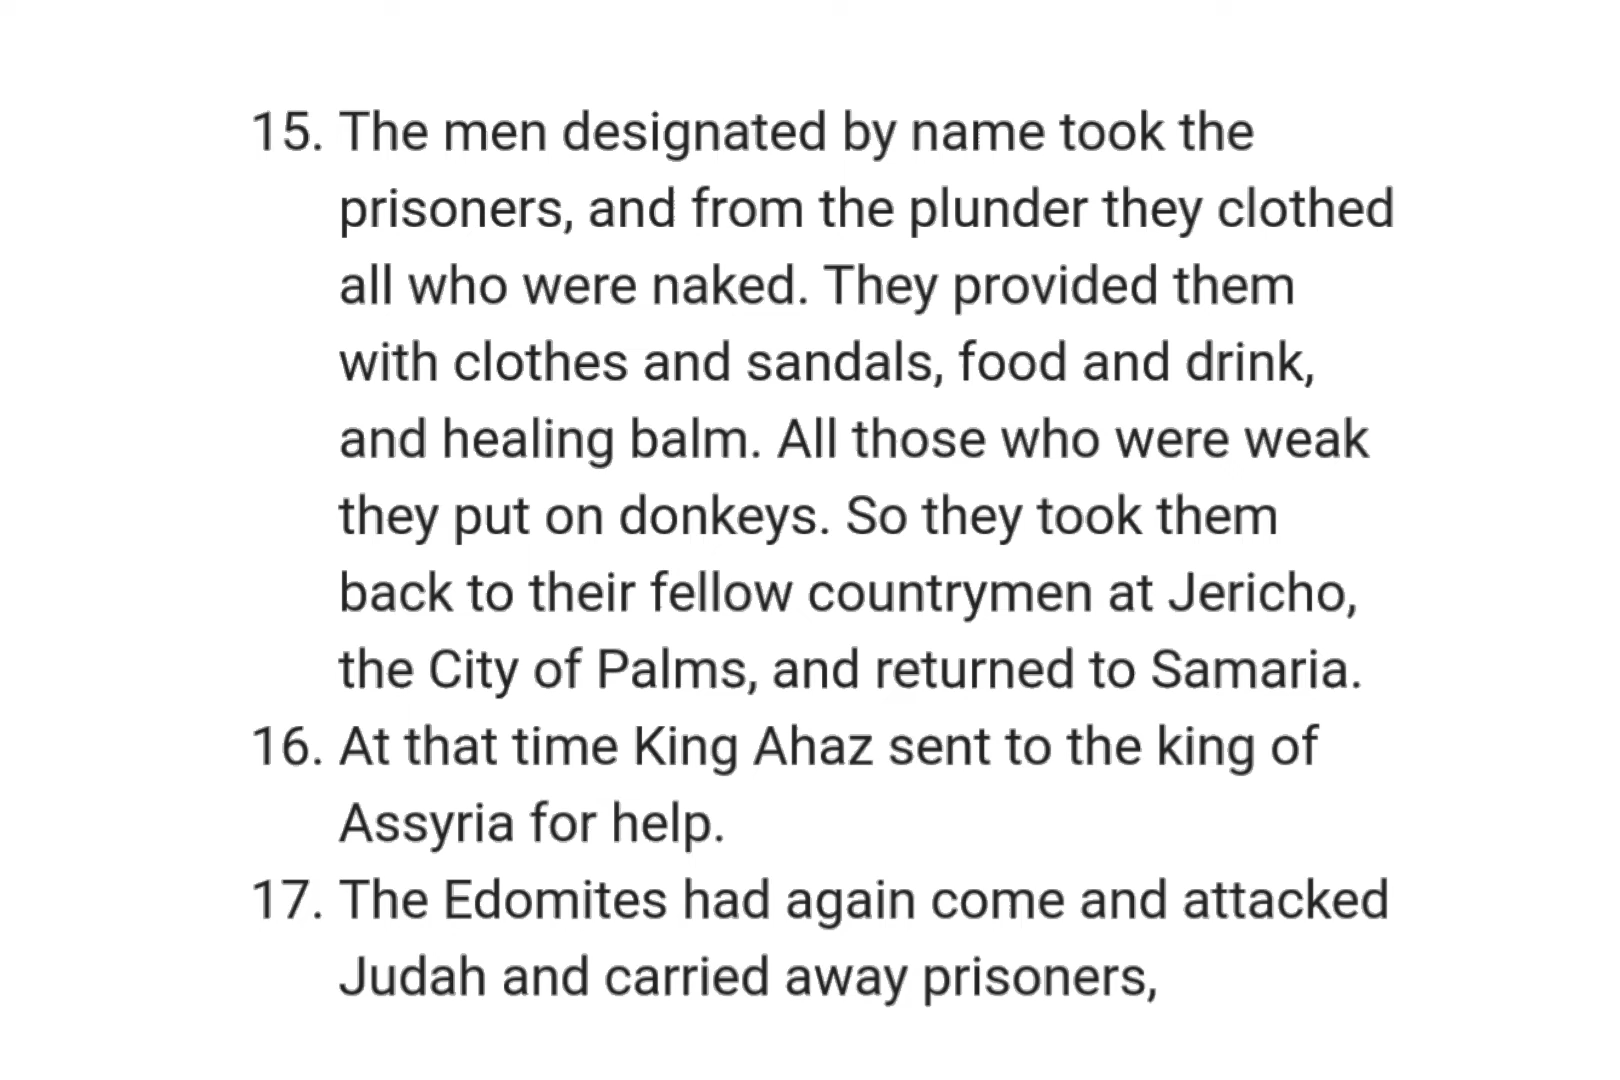 15. The men designated by name took the
prisoners, and from the plunder they clothed
all who were naked. They provided them
with clothes and sandals, food and drink,
and healing balm. All those who were weak
they put on donkeys. So they took them
back to their fellow countrymen at Jericho,
the City of Palms, and returned to Samaria.
16. At that time King Ahaz sent to the king of
Assyria for help.
17. The Edomites had again come and attacked
Judah and carried away prisoners,